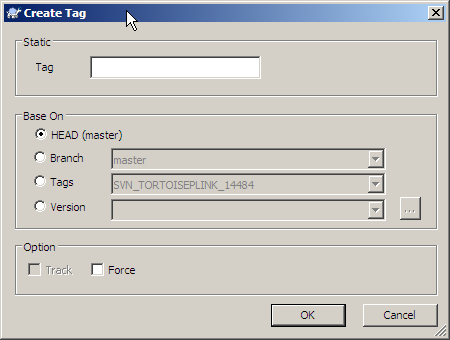 Create Tag
Static
Tag
Base On
HEAD (master)
Branch master
Tags SVN_TORTOISEPLINK_14484
Version ...
Option
Track Force
OK Cancel